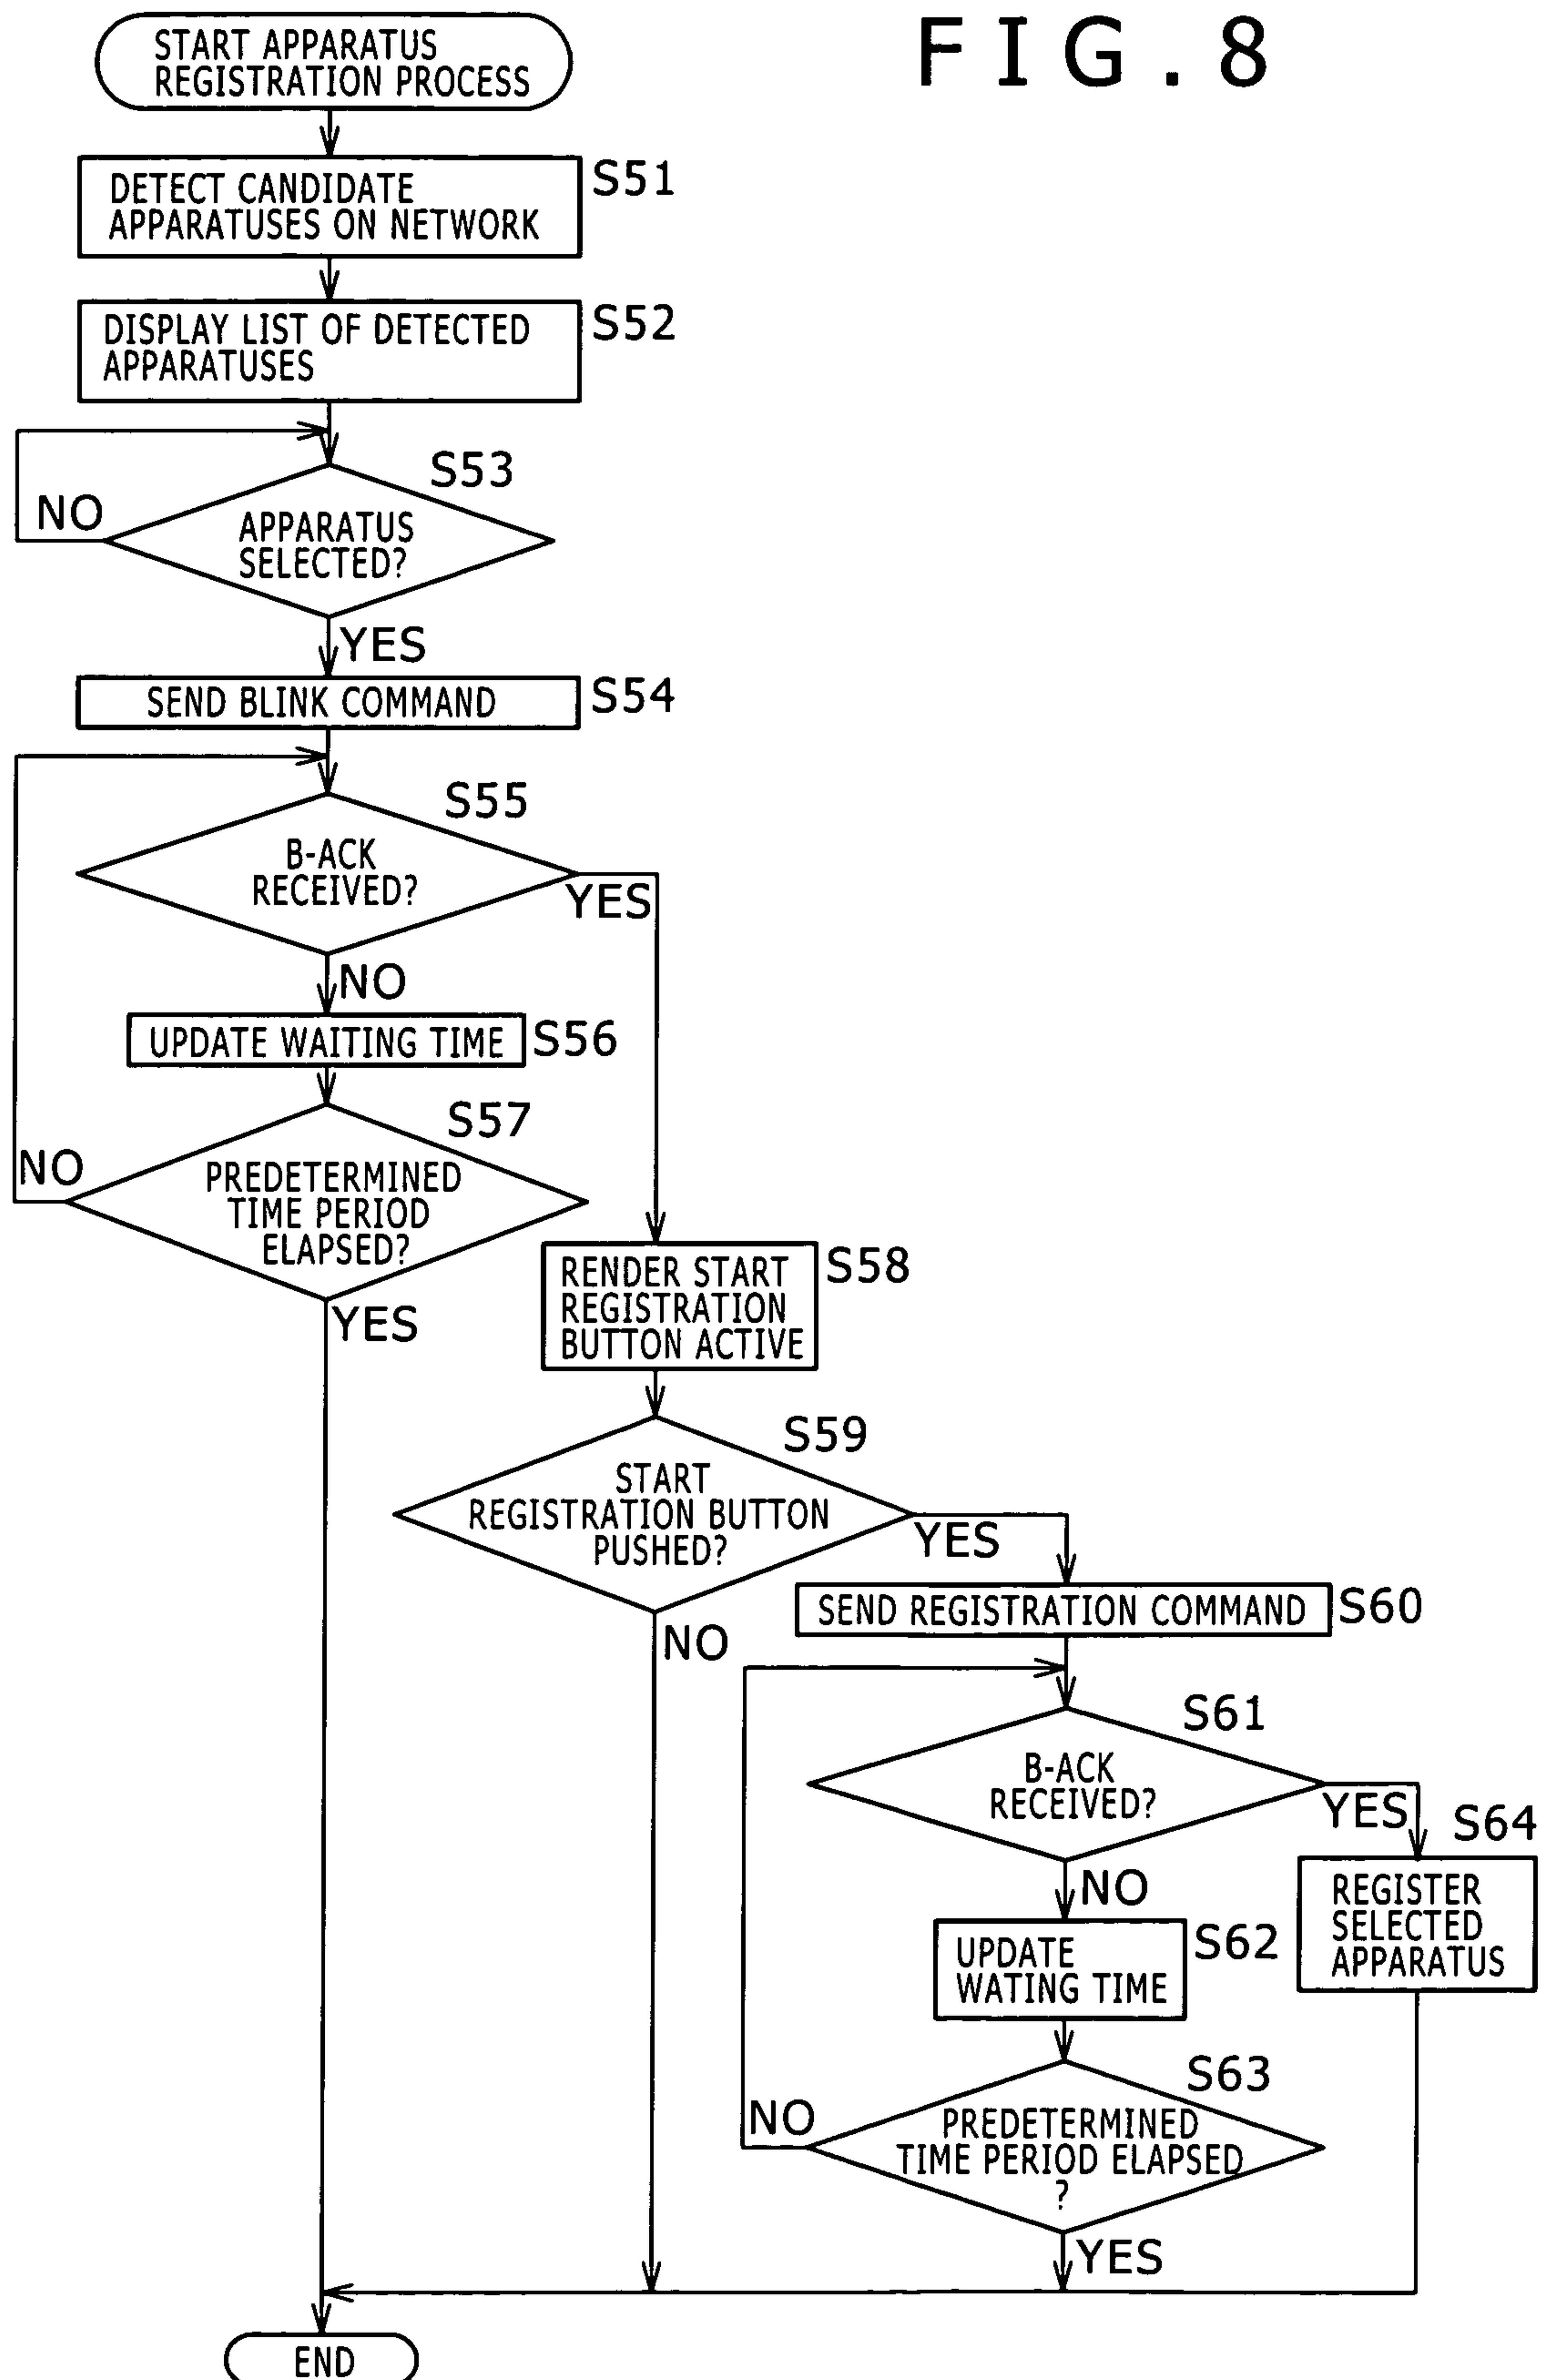 FIG.8
START APPARATUS
REGISTRATION PROCESS
DETECT CANDIDATE
APPARATUSES ON NETWORK
S51
DISPLAY LIST OF DETECTED
APPARATUSES
S52
S53
NO
APPARATUS
SELECTED?
YES
SEND BLINK COMMAND
S54
S55
B-ACK
RECEIVED?
YES
NO
UPDATE WAITING TIME
S56
S57
NO
PREDETERMINED
TIME PERIOD
ELAPSED?
YES
RENDER START
REGISTRATION
BUTTON ACTIVE
S58
S59
START
REGISTRATION BUTTON
PUSHED?
YES
NO
SEND REGISTRATION COMMAND
S60
S61
B-ACK
RECEIVED?
YES
S64
NO
REGISTER
SELECTED
APPARATUS
UPDATE
WATING TIME
S62
S63
NO
PREDETERMINED
TIME PERIOD ELAPSED
?
YES
END